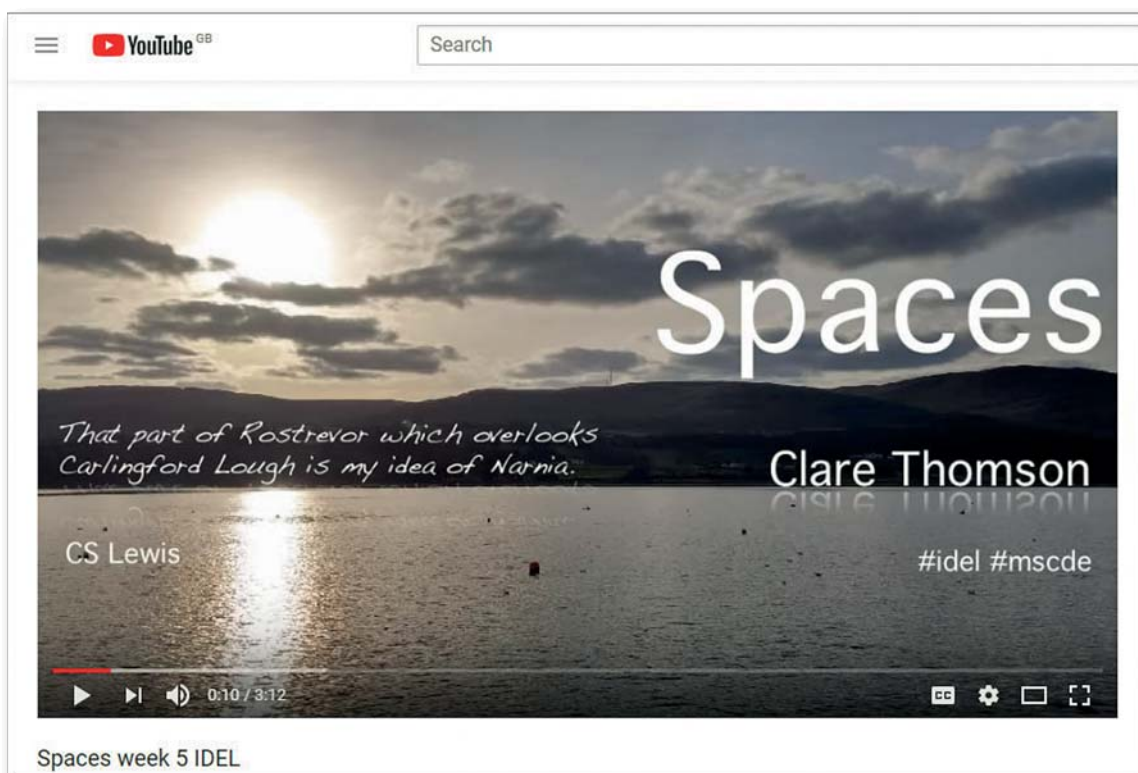 YouTube GB
Search
Spaces
That part of Rostrevor which overlooks
Carlingford Lough is my idea of Narnia.
Clare Thomson
CS Lewis
#idel #mscde
0:10 / 3:12
CC
Spaces week 5 IDEL